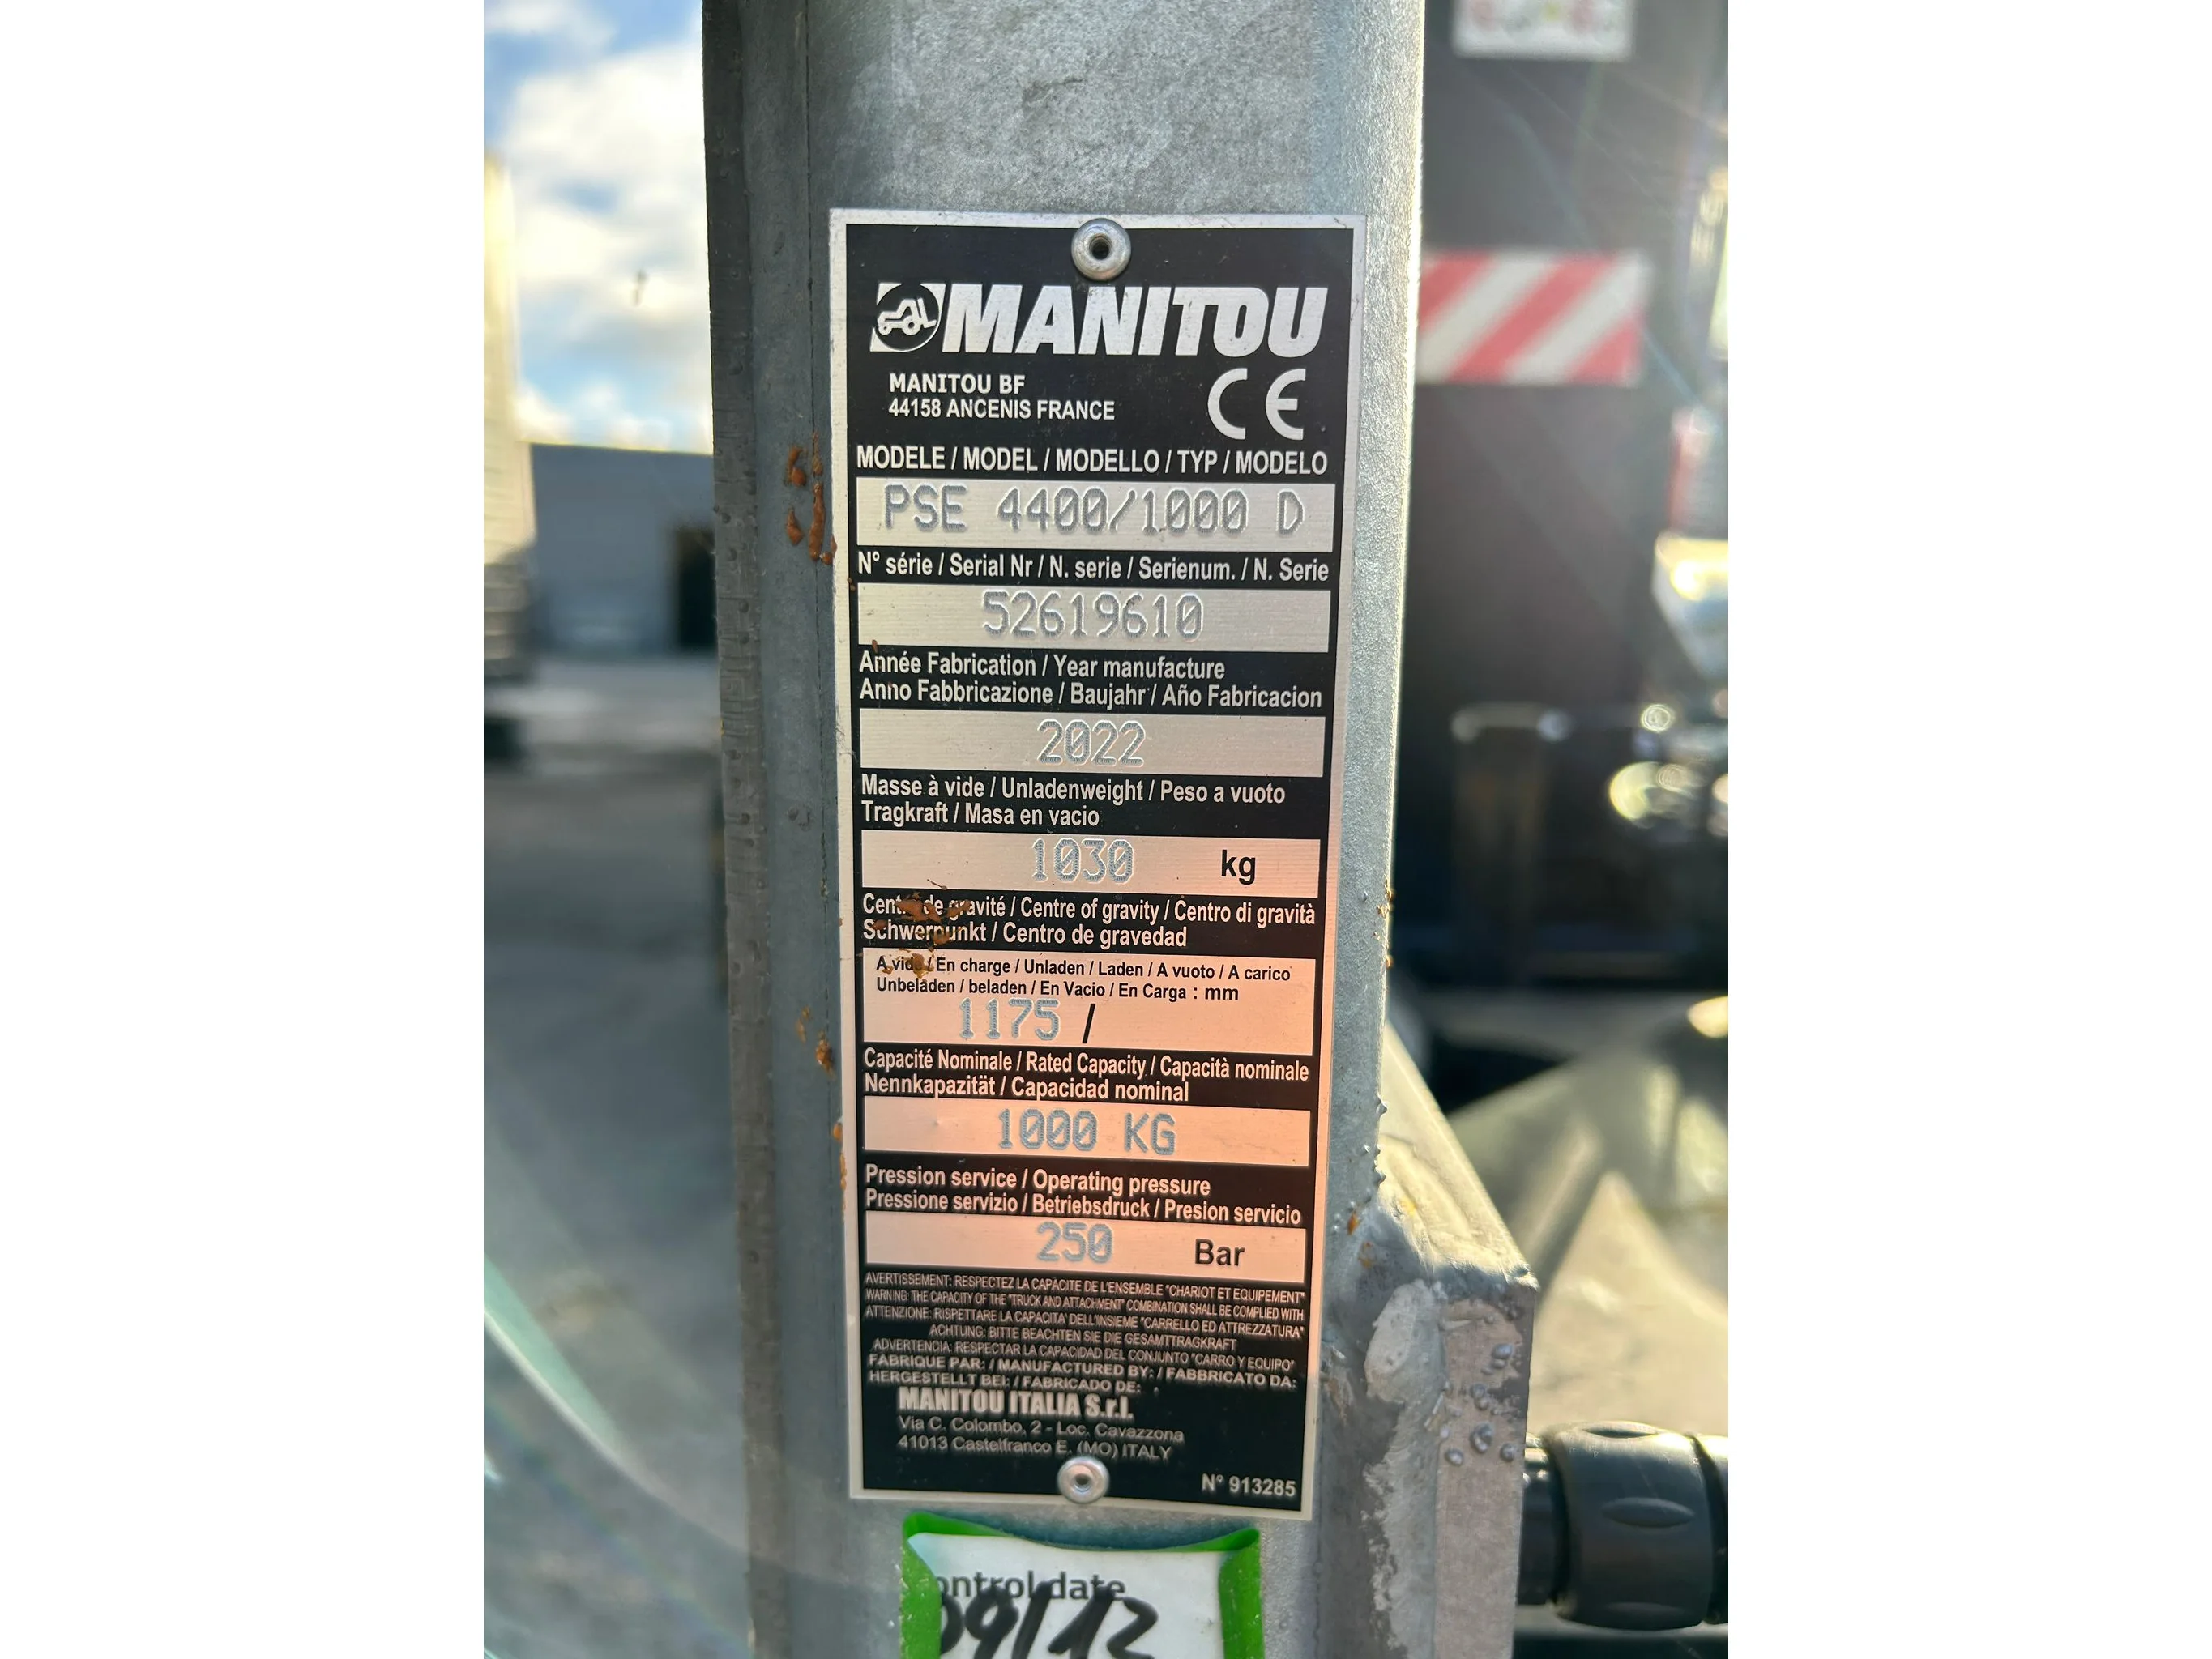 MANITOU
MANITOU BF
44158 ANCENIS FRANCE
CE
MODELE / MODEL / MODELLO / TYP / MODELO
PSE 4400/1000 D
N° série / Serial Nr / N. serie / Serienum. / N. Serie
52619610
Année Fabrication / Year manufacture
Anno Fabbricazione / Baujahr / Año Fabricacion
2022
Masse à vide / Unladenweight / Peso a vuoto
Tragkraft / Masa en vacio
1030 kg
Centre de gravité / Centre of gravity / Centro di gravità
Schwerpunkt / Centro de gravedad
A vide / En charge / Unladen / Laden / A vuoto / A carico
Unbeladen / beladen / En Vacio / En Carga : mm
1175 /
Capacité Nominale / Rated Capacity / Capacità nominale
Nennkapazität / Capacidad nominal
1000 KG
Pression service / Operating pressure
Pressione servizio / Betriebsdruck / Presion servicio
250 Bar
AVERTISSEMENT: RESPECTEZ LA CAPACITE DE L'ENSEMBLE "CHARIOT ET EQUIPEMENT"
WARNING: THE CAPACITY OF THE "TRUCK AND ATTACHMENT" COMBINATION SHALL BE COMPLIED WITH
ATTENZIONE: RISPETTARE LA CAPACITA' DELL'INSIEME "CARRELLO ED ATTREZZATURA"
ACHTUNG: BITTE BEACHTEN SIE DIE GESAMTTRAGKRAFT
ADVERTENCIA: RESPECTAR LA CAPACIDAD DEL CONJUNTO "CARRO Y EQUIPO"
FABRIQUE PAR: / MANUFACTURED BY: / FABBRICATO DA:
HERGESTELLT BEI: / FABRICADO DE:
MANITOU ITALIA S.r.l.
Via C. Colombo, 2 - Loc. Cavazzona
41013 Castelfranco E. (MO) ITALY
N° 913285
ontrol date
09/12